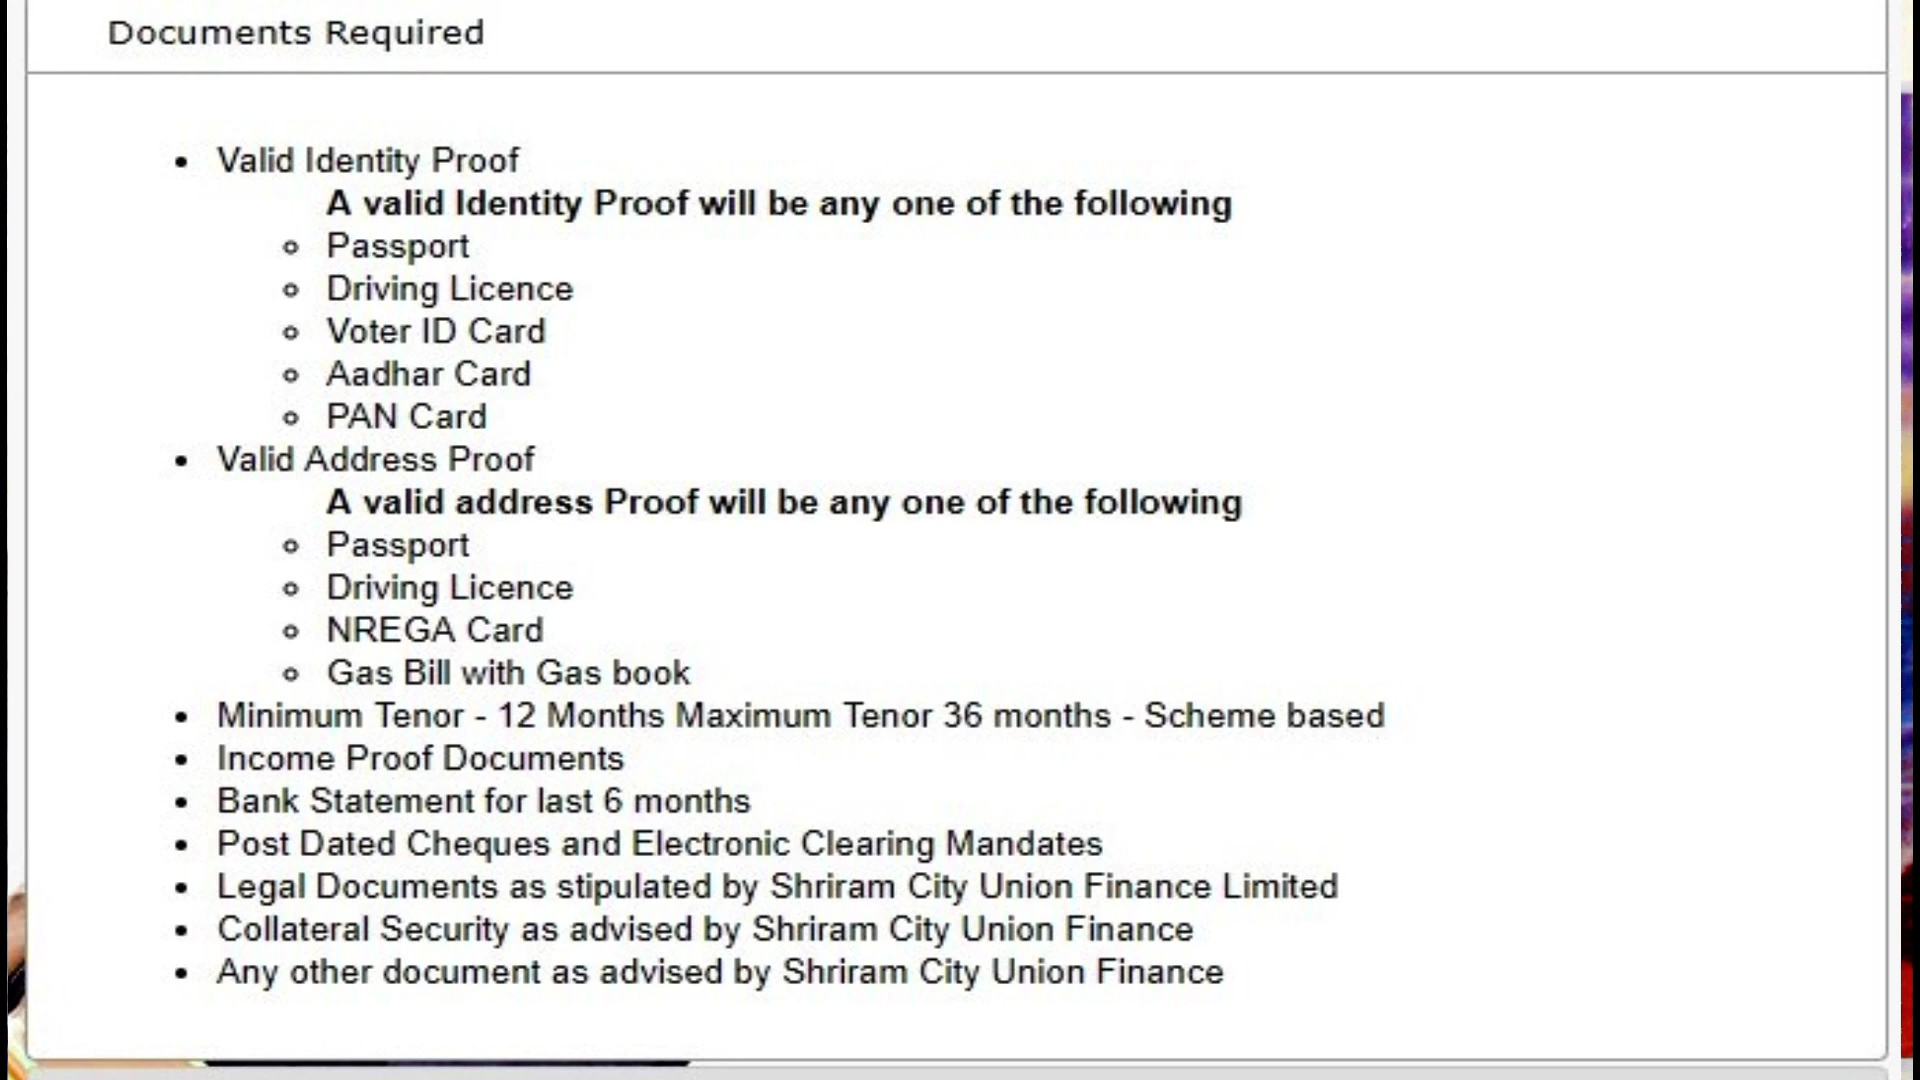 Documents Required
Valid Identity Proof
A valid Identity Proof will be any one of the following
Passport
Driving Licence
Voter ID Card
Aadhar Card
PAN Card
Valid Address Proof
A valid address Proof will be any one of the following
Passport
Driving Licence
NREGA Card
Gas Bill with Gas book
Minimum Tenor - 12 Months Maximum Tenor 36 months - Scheme based
Income Proof Documents
Bank Statement for last 6 months
Post Dated Cheques and Electronic Clearing Mandates
Legal Documents as stipulated by Shriram City Union Finance Limited
Collateral Security as advised by Shriram City Union Finance
Any other document as advised by Shriram City Union Finance